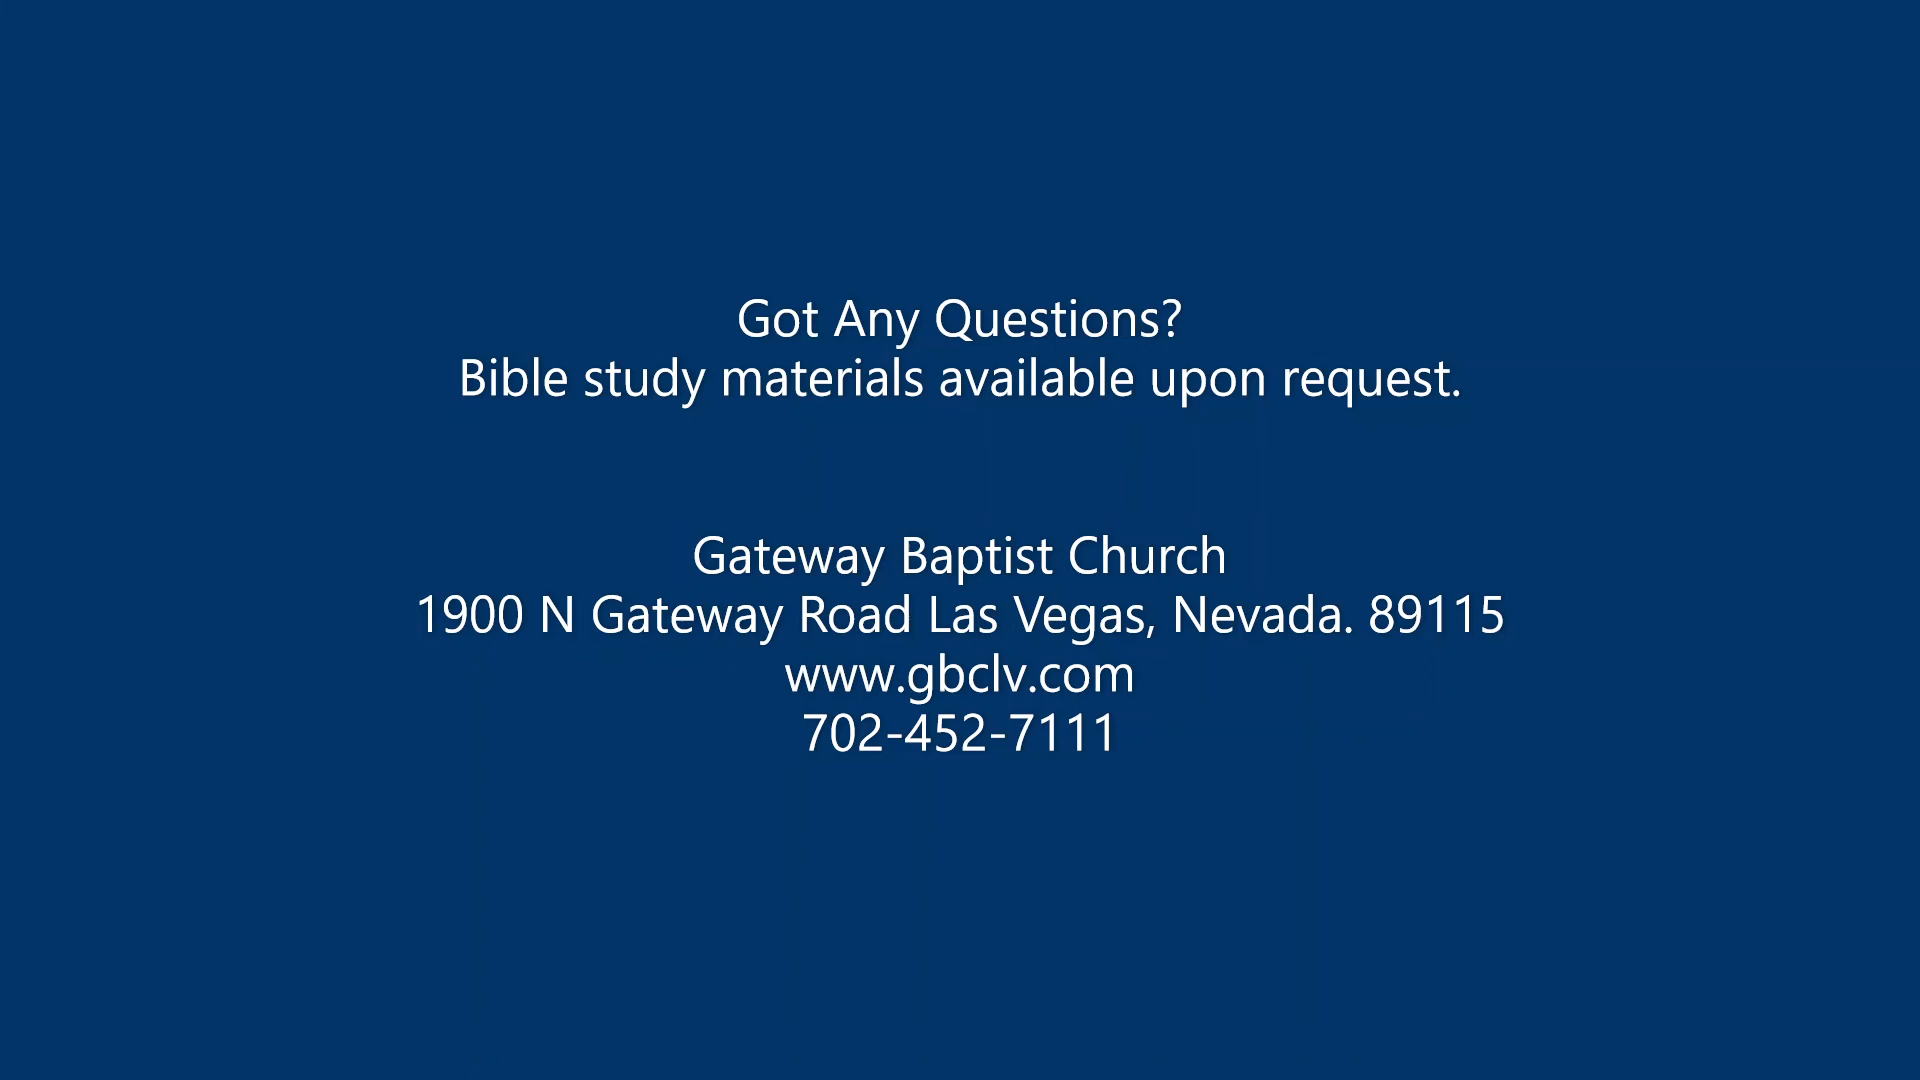 Got Any Questions?
Bible study materials available upon request.
Gateway Baptist Church
1900 N Gateway Road Las Vegas, Nevada. 89115
www.gbclv.com
702-452-7111